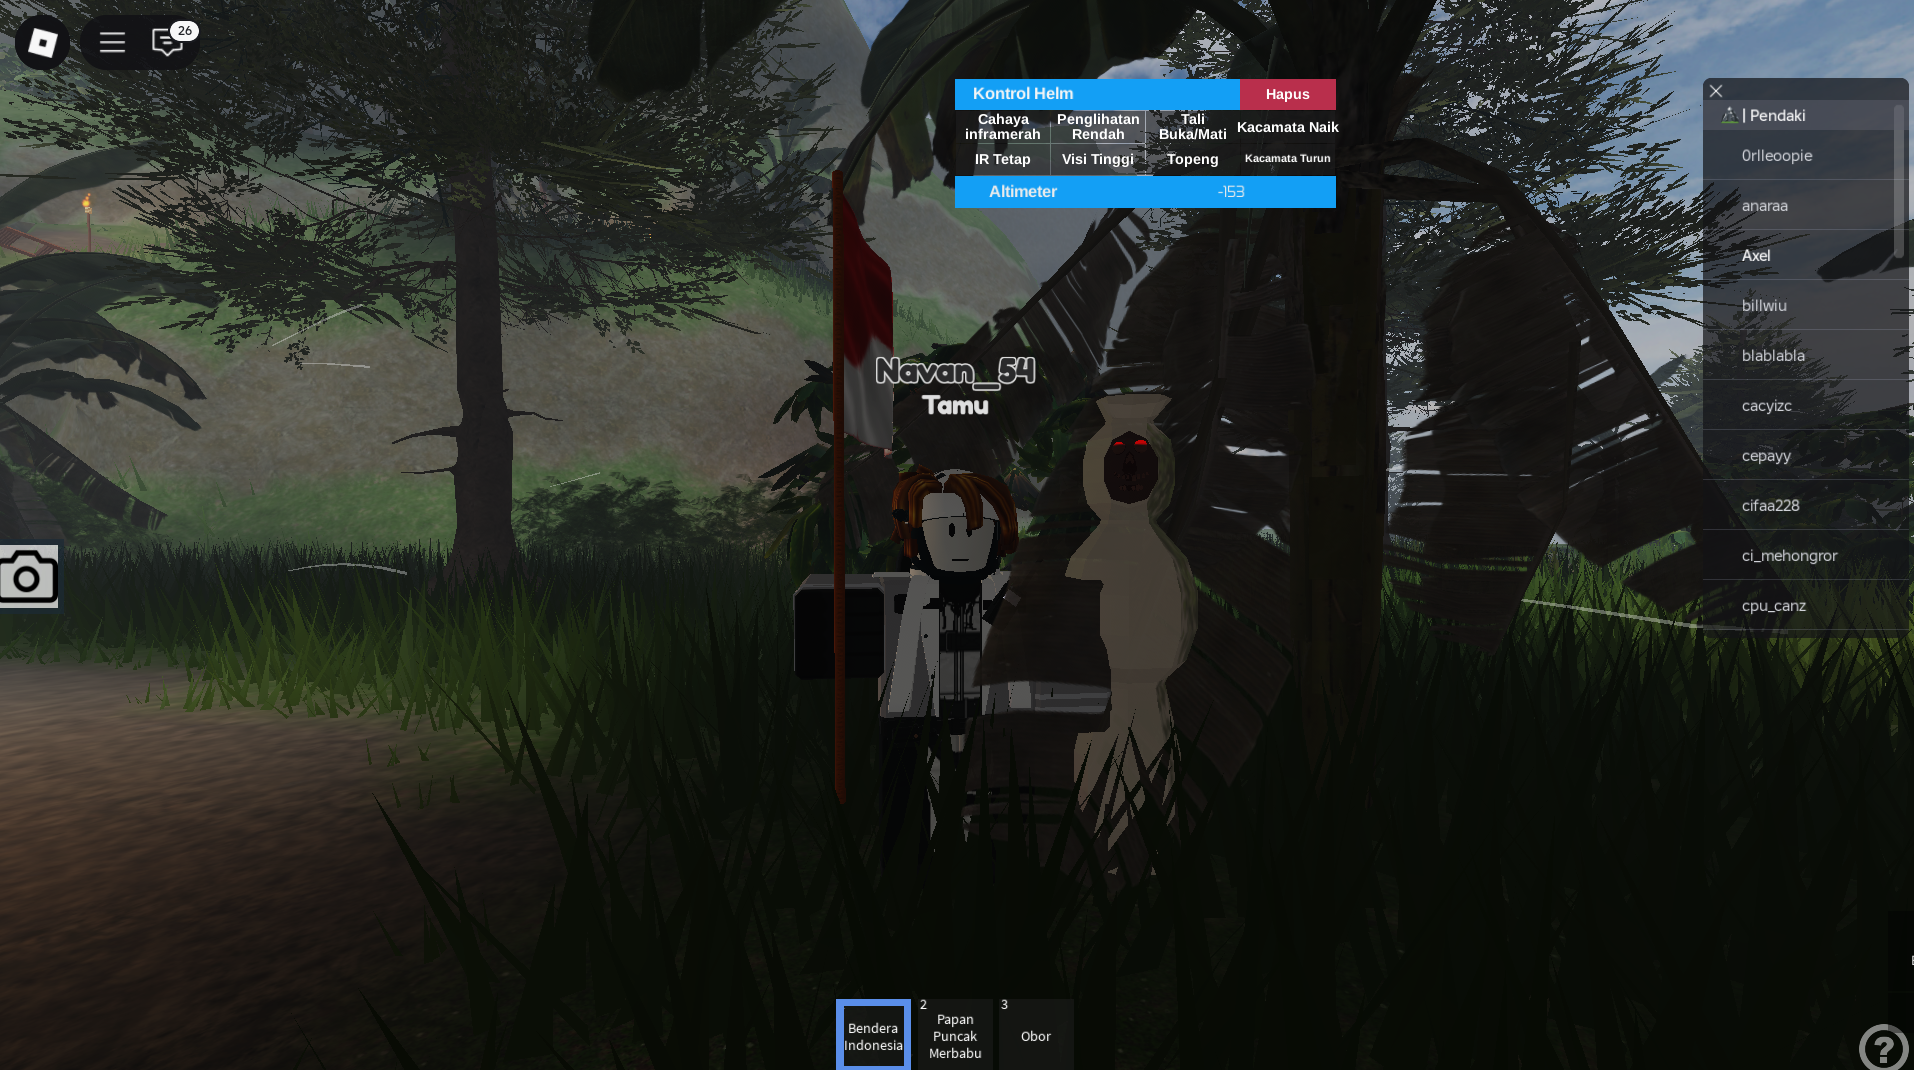 26
Kontrol Helm
Hapus
Cahaya
inframerah
Penglihatan
Rendah
Tali
Buka/Mati
Kacamata Naik
IR Tetap
Visi Tinggi
Topeng
Kacamata Turun
Altimeter
-153
| Pendaki
0rlleoopie
anaraa
Axel
billwiu
blablabla
cacyizc
cepayy
cifaa228
ci_mehongror
cpu_canz
Navan_54
Tamu
Bendera
Indonesia
2
Papan
Puncak
Merbabu
3
Obor
?